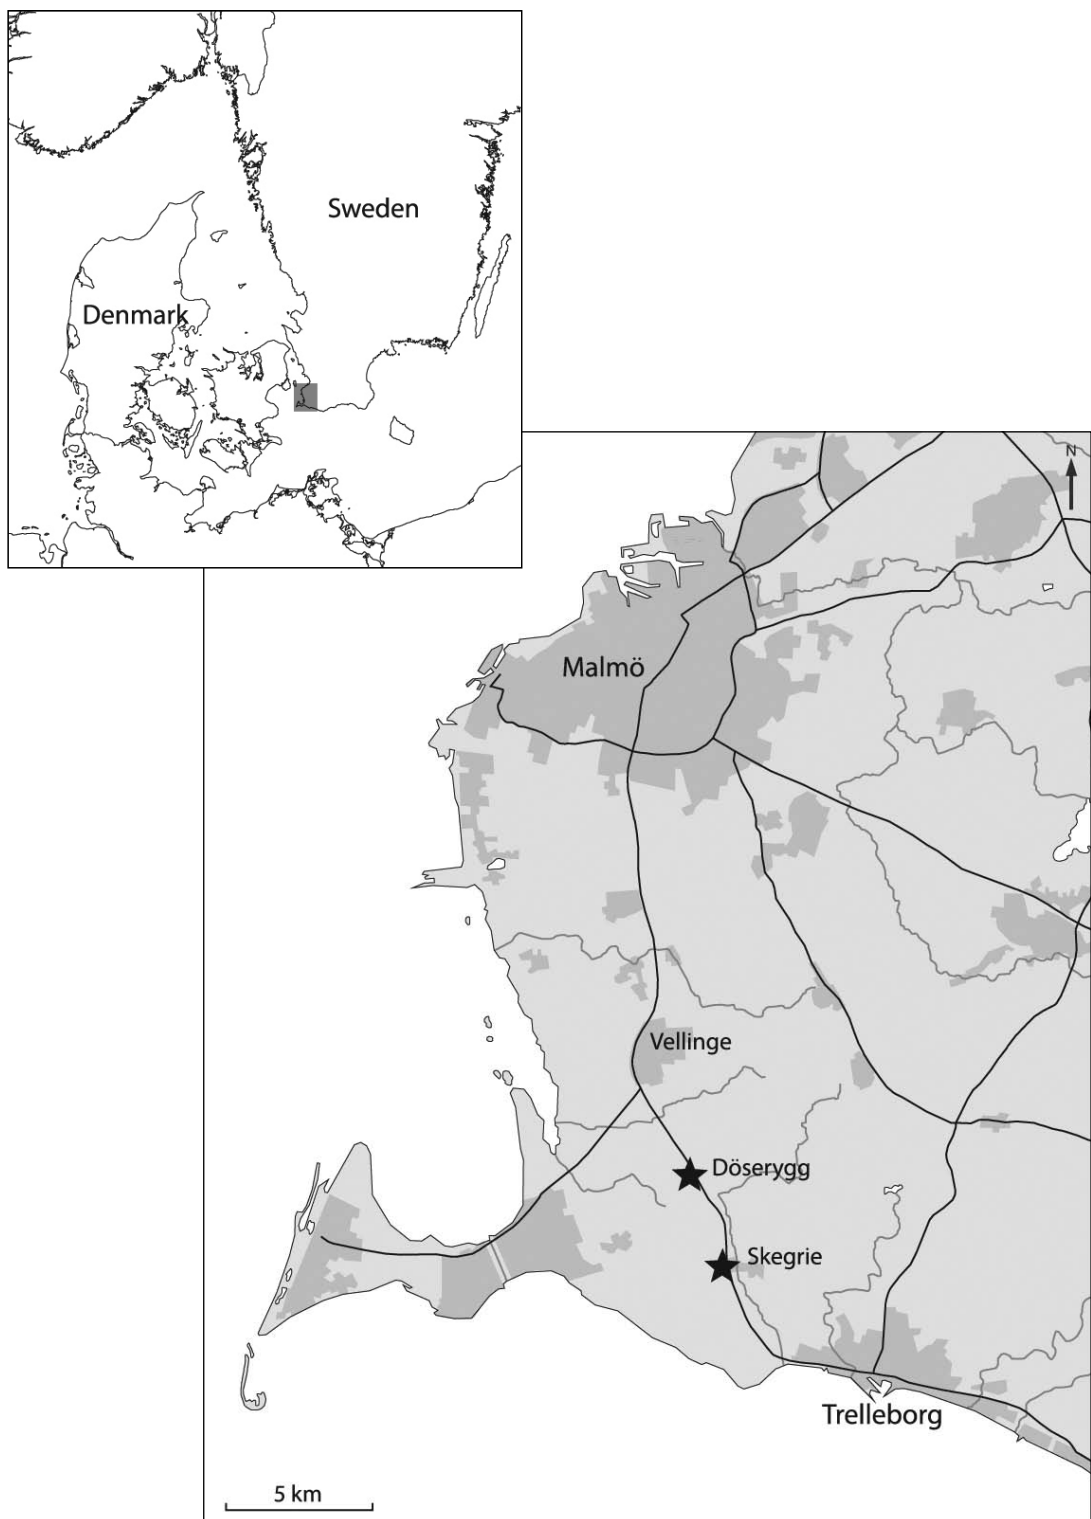 Sweden
Denmark
N
Malmö
Vellinge
Döserygg
Skegrie
Trelleborg
5 km